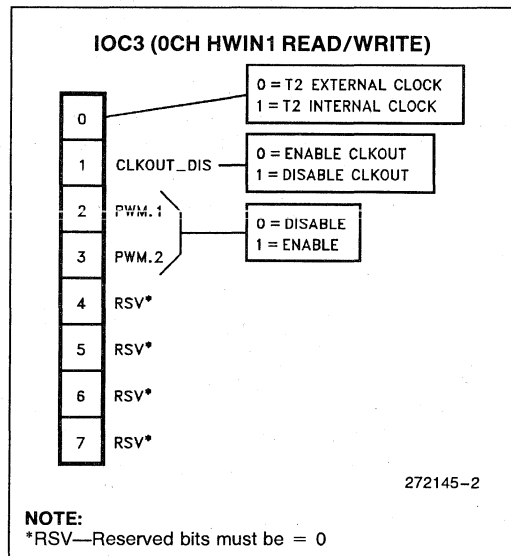 IOC3 (0CH HWIN1 READ/WRITE)
0 = T2 EXTERNAL CLOCK
1 = T2 INTERNAL CLOCK
0
1 CLKOUT_DIS
0 = ENABLE CLKOUT
1 = DISABLE CLKOUT
2 PWM.1
0 = DISABLE
1 = ENABLE
3 PWM.2
4 RSV*
5 RSV*
6 RSV*
7 RSV*
272145-2
NOTE:
*RSV—Reserved bits must be = 0